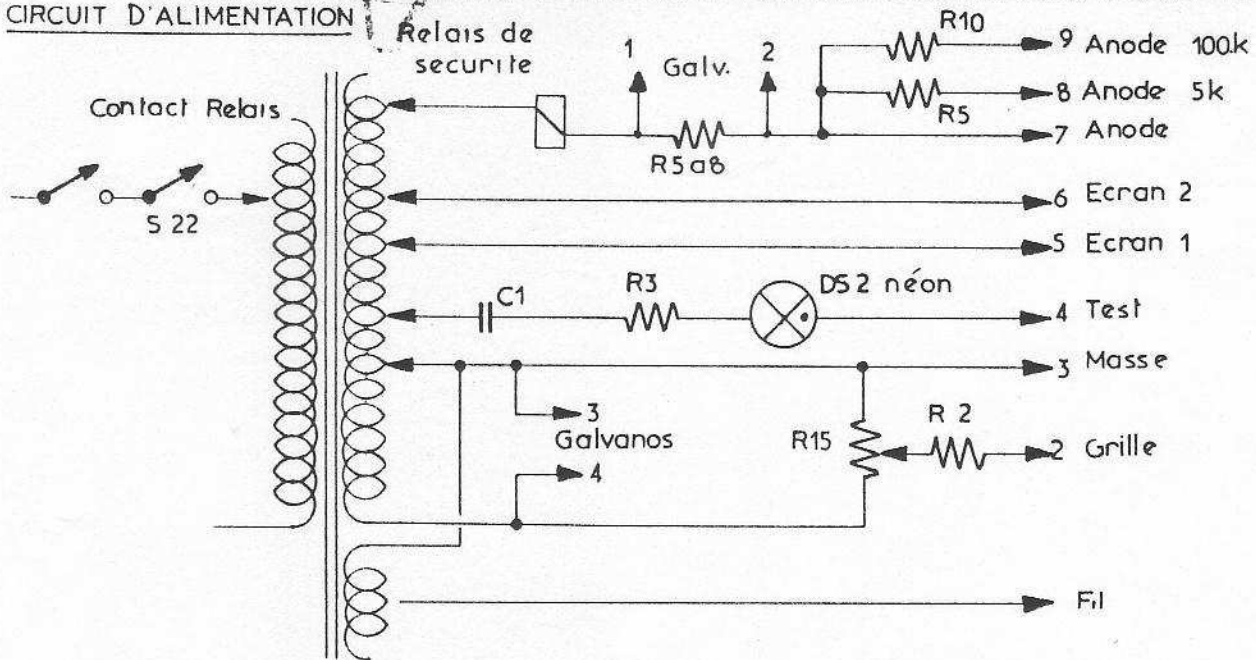 CIRCUIT D'ALIMENTATION
Relais de
securite
1
Galv.
2
R10
9 Anode 100k
Contact Relais
R5
8 Anode 5k
R5a8
7 Anode
S 22
6 Ecran 2
5 Ecran 1
C1
R3
DS2 néon
4 Test
3 Masse
3
Galvanos
4
R15
R 2
2 Grille
Fil